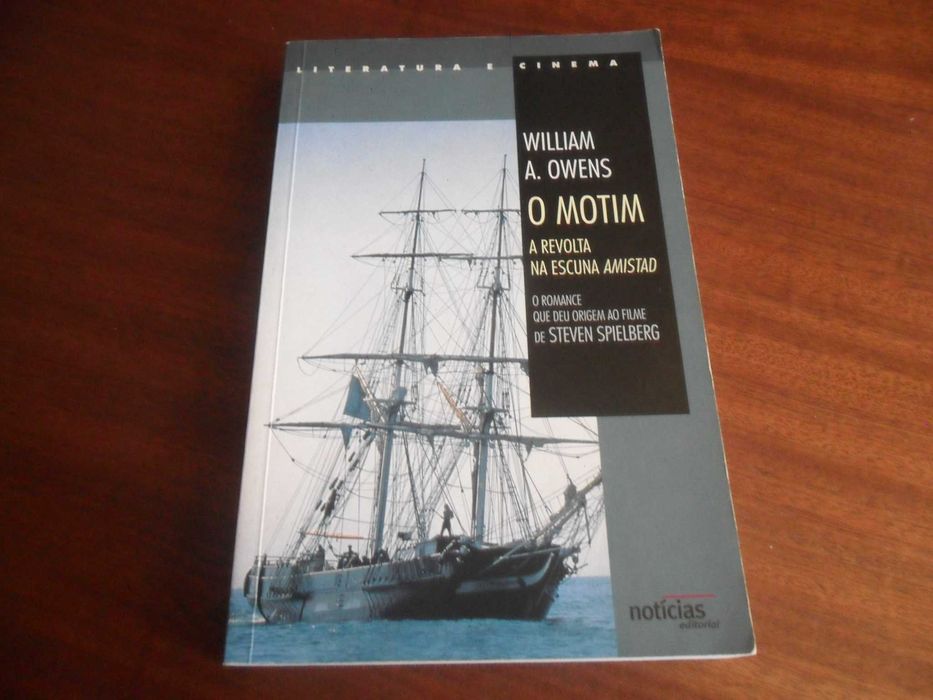 LITERATURA E CINEMA
WILLIAM
A. OWENS
O MOTIM
A REVOLTA
NA ESCUNA AMISTAD
O ROMANCE
QUE DEU ORIGEM AO FILME
DE STEVEN SPIELBERG
notícias
editorial